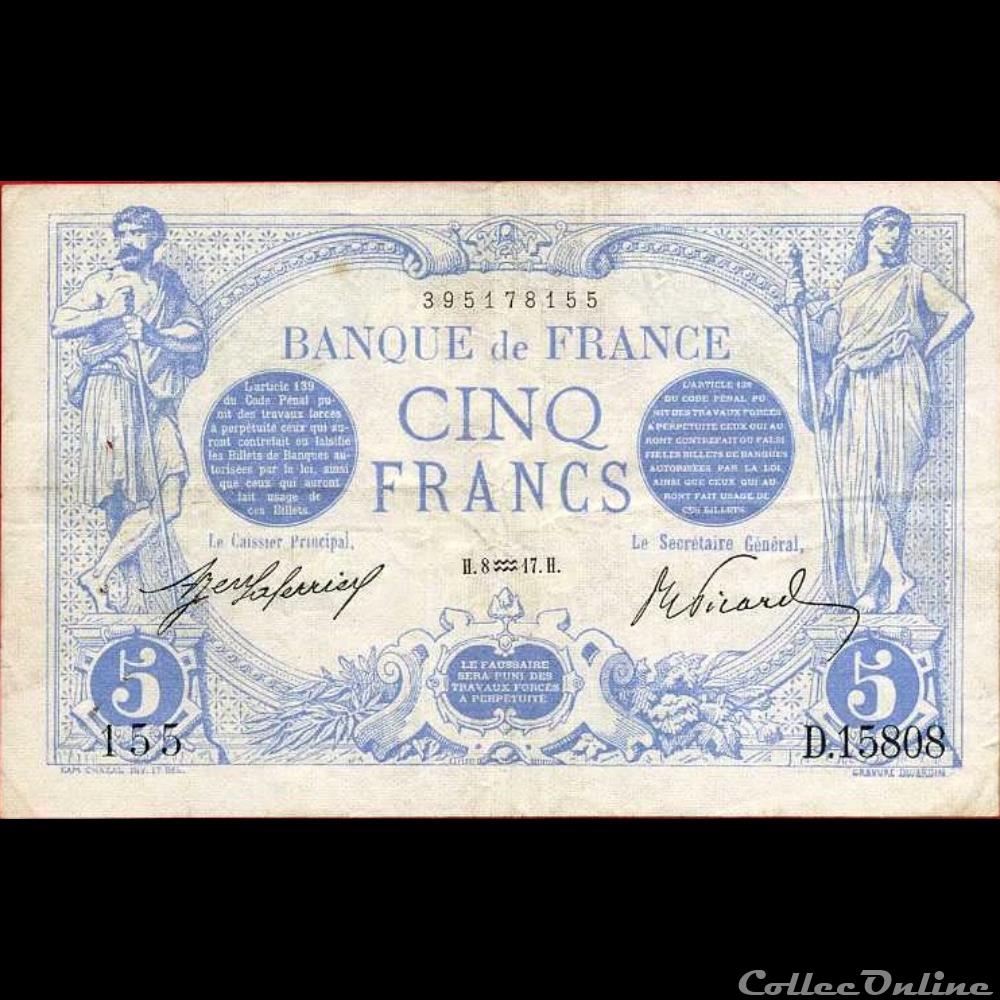 395178155
BANQUE de FRANCE
CINQ
FRANCS
L'article 139
du Code Pénal pu-
nit des travaux forcés
à perpétuité ceux qui au-
ront contrefait ou falsifié
les Billets de Banques au-
torisées par la loi, ainsi
que ceux qui auront
fait usage de
ces Billets.
L'ARTICLE 139
DU CODE PÉNAL PU
NIT DES TRAVAUX FORCÉS
A PERPÉTUITÉ CEUX QUI AU
RONT CONTREFAIT OU FALSI
FIÉ LES BILLETS DE BANQUES
AUTORISÉES PAR LA LOI.
AINSI QUE CEUX QUI AU-
RONT FAIT USAGE DE
CES BILLETS.
Le Caissier Principal,
H.8 17.H.
Le Secrétaire Général,
Picard
5
5
LE FAUSSAIRE
SERA PUNI DES
TRAVAUX FORCÉS
A PERPÉTUITÉ
155
D.15808
GRAVURE DUJARDIN
CollecOnline